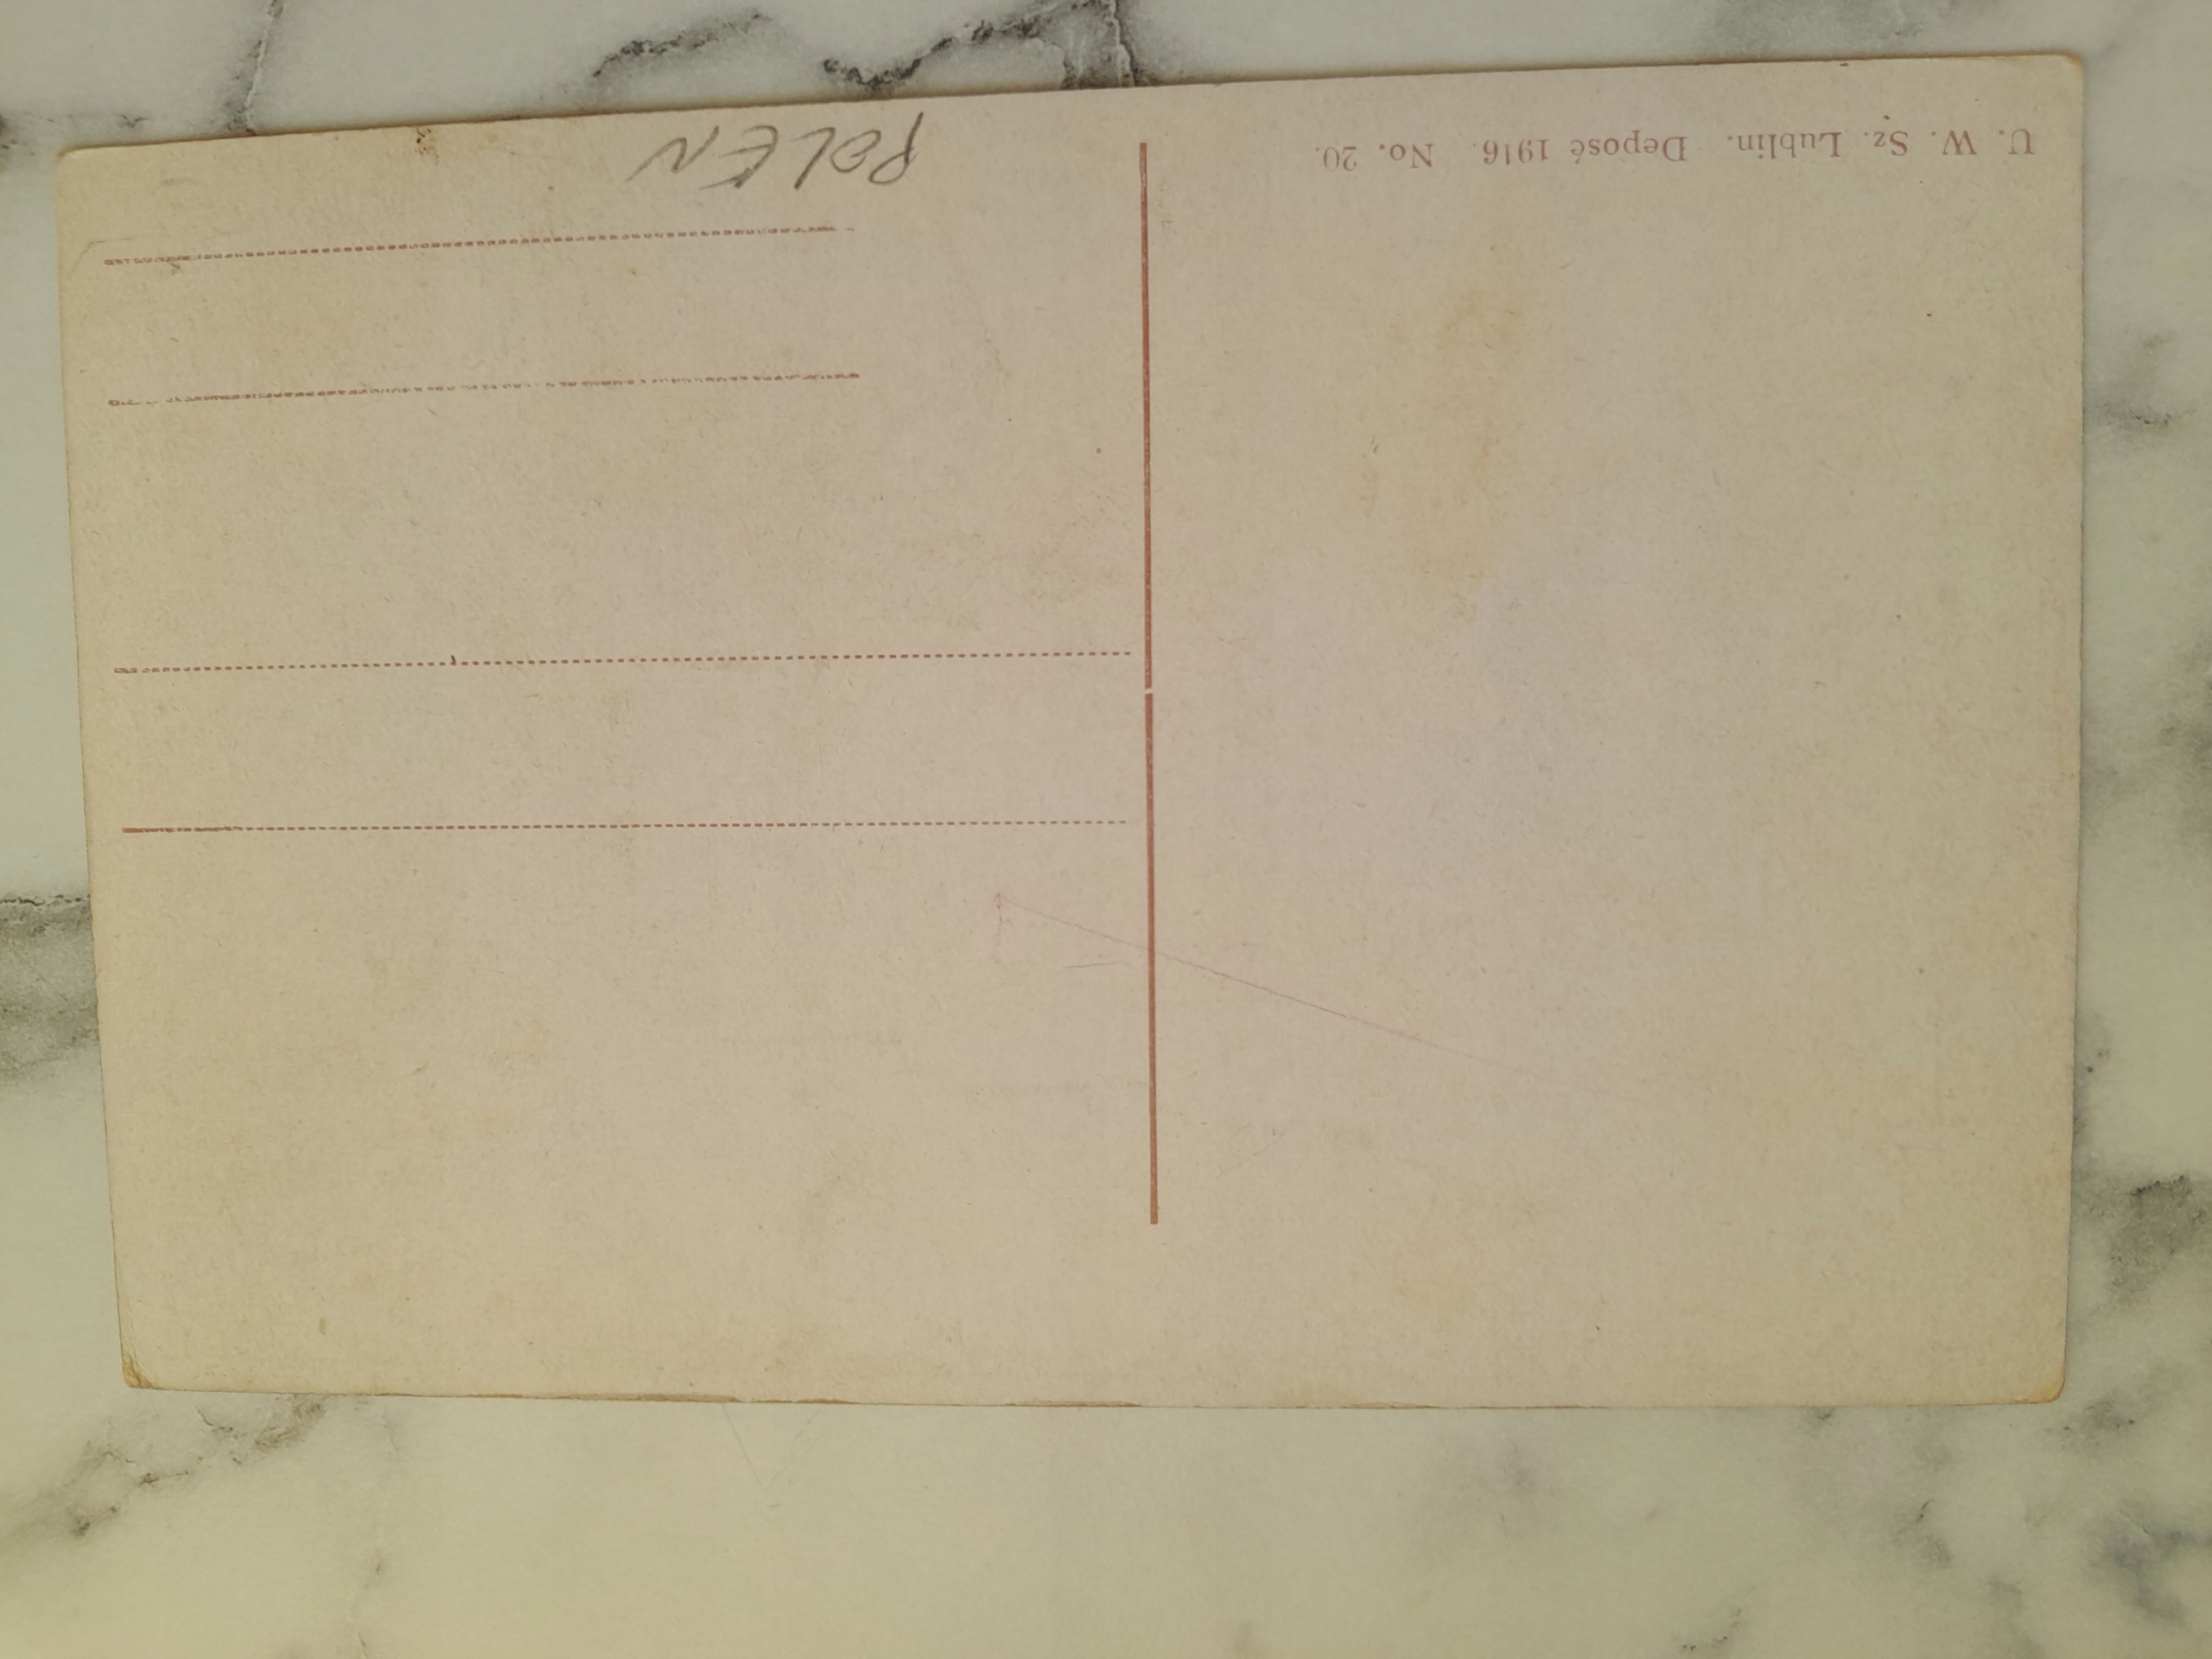 U. W. Sz. Lublin. Deposé 1916. No. 20.
POLEN